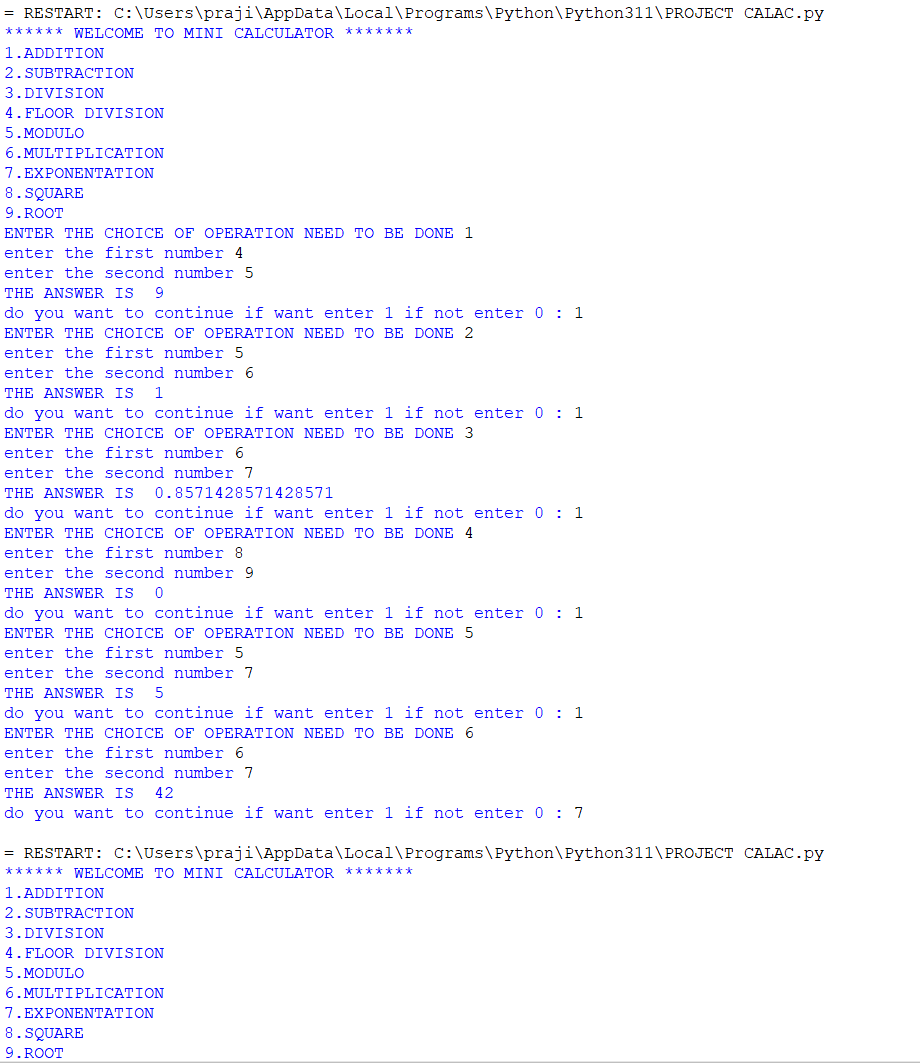 = RESTART: C:\Users\praji\AppData\Local\Programs\Python\Python311\PROJECT CALAC.py
****** WELCOME TO MINI CALCULATOR *******
1.ADDITION
2.SUBTRACTION
3.DIVISION
4.FLOOR DIVISION
5.MODULO
6.MULTIPLICATION
7.EXPONENTATION
8.SQUARE
9.ROOT
ENTER THE CHOICE OF OPERATION NEED TO BE DONE 1
enter the first number 4
enter the second number 5
THE ANSWER IS  9
do you want to continue if want enter 1 if not enter 0 : 1
ENTER THE CHOICE OF OPERATION NEED TO BE DONE 2
enter the first number 5
enter the second number 6
THE ANSWER IS  1
do you want to continue if want enter 1 if not enter 0 : 1
ENTER THE CHOICE OF OPERATION NEED TO BE DONE 3
enter the first number 6
enter the second number 7
THE ANSWER IS  0.8571428571428571
do you want to continue if want enter 1 if not enter 0 : 1
ENTER THE CHOICE OF OPERATION NEED TO BE DONE 4
enter the first number 8
enter the second number 9
THE ANSWER IS  0
do you want to continue if want enter 1 if not enter 0 : 1
ENTER THE CHOICE OF OPERATION NEED TO BE DONE 5
enter the first number 5
enter the second number 7
THE ANSWER IS  5
do you want to continue if want enter 1 if not enter 0 : 1
ENTER THE CHOICE OF OPERATION NEED TO BE DONE 6
enter the first number 6
enter the second number 7
THE ANSWER IS  42
do you want to continue if want enter 1 if not enter 0 : 7
= RESTART: C:\Users\praji\AppData\Local\Programs\Python\Python311\PROJECT CALAC.py
****** WELCOME TO MINI CALCULATOR *******
1.ADDITION
2.SUBTRACTION
3.DIVISION
4.FLOOR DIVISION
5.MODULO
6.MULTIPLICATION
7.EXPONENTATION
8.SQUARE
9.ROOT